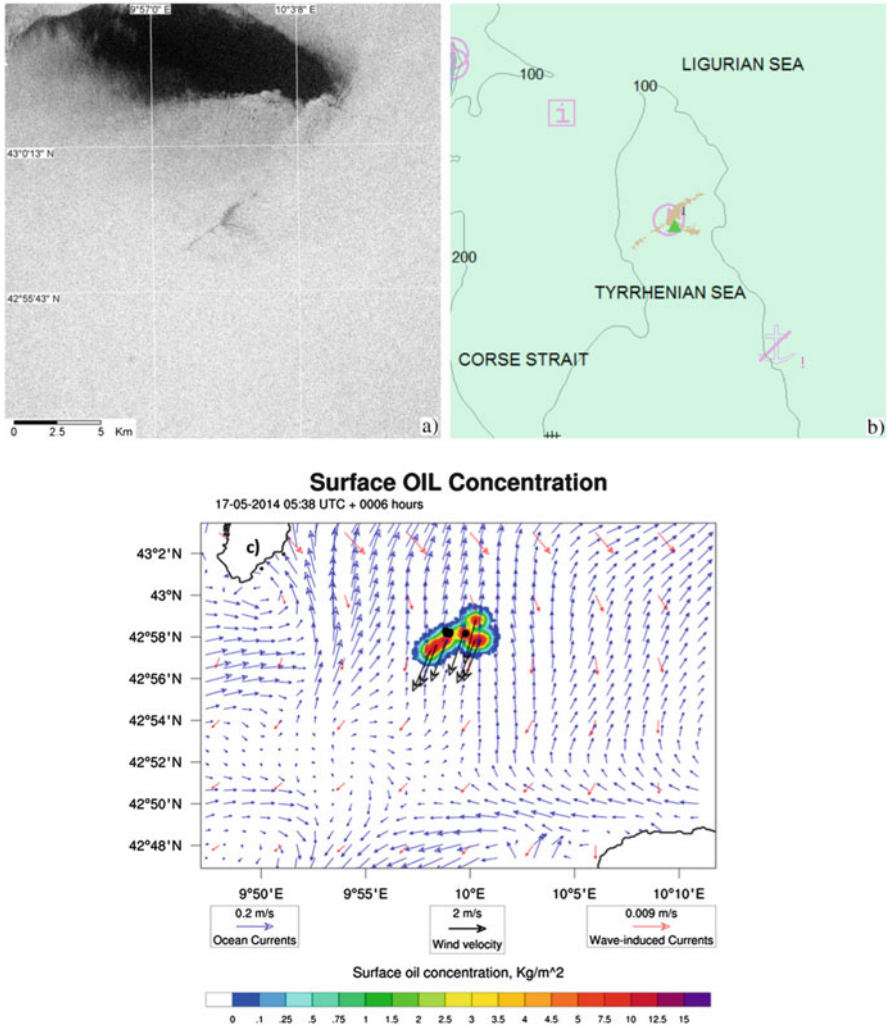 9°57'0" E
10°3'8" E
43°0'13" N
42°55'43" N
0 2.5 5 Km
a)
100
100
LIGURIAN SEA
i
200
TYRRHENIAN SEA
CORSE STRAIT
!
b)
Surface OIL Concentration
17-05-2014 05:38 UTC + 0006 hours
c)
43°2'N
43°N
42°58'N
42°56'N
42°54'N
42°52'N
42°50'N
42°48'N
9°50'E 9°55'E 10°E 10°5'E 10°10'E
0.2 m/s
Ocean Currents
2 m/s
Wind velocity
0.009 m/s
Wave-induced Currents
Surface oil concentration, Kg/m^2
0 .1 .25 .5 .75 1 1.5 2 2.5 3 3.5 4 4.5 5 7.5 10 12.5 15